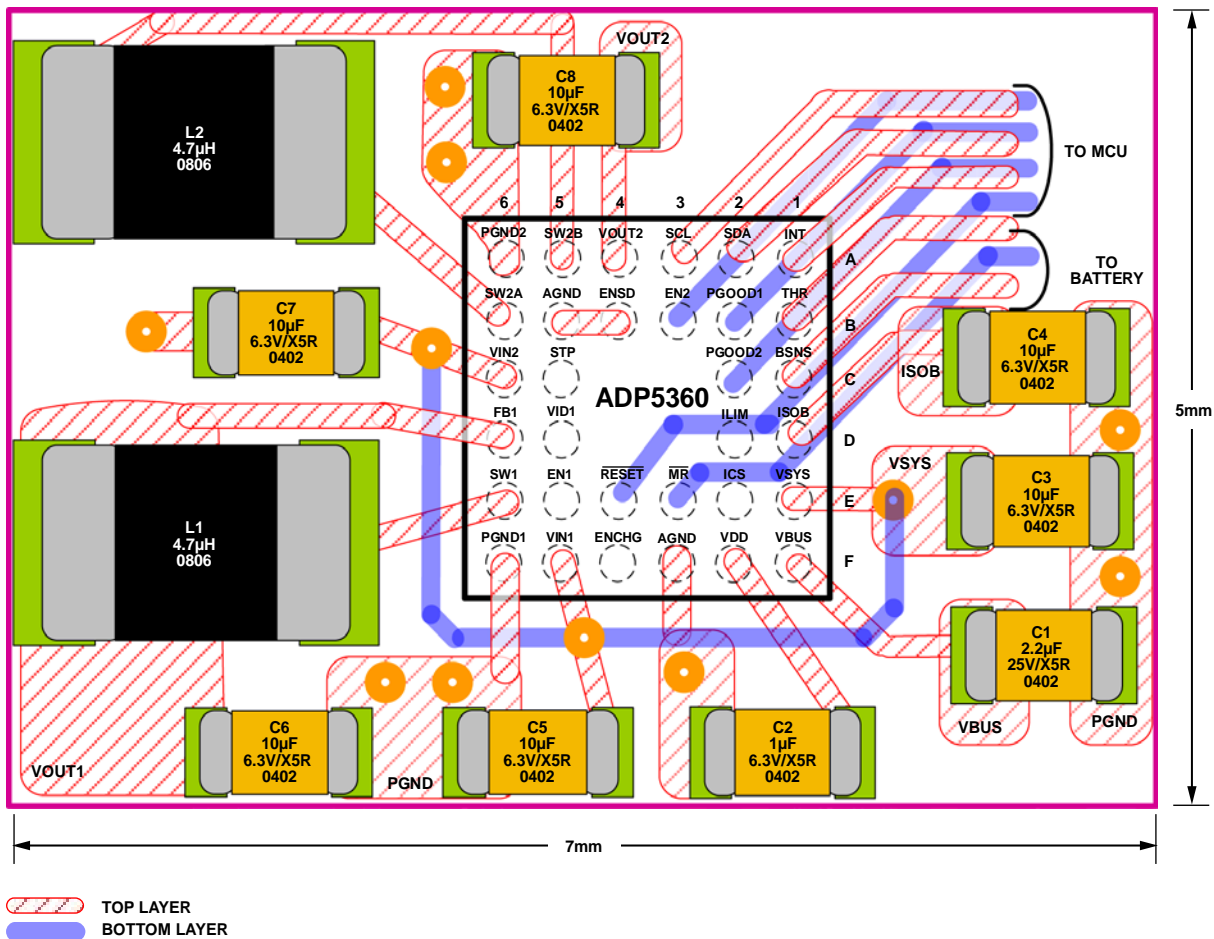 VOUT2
C8
10µF
6.3V/X5R
0402
L2
4.7µH
0806
TO MCU
6 5 4 3 2 1
PGND2 SW2B VOUT2 SCL SDA INT
A
TO
BATTERY
SW2A AGND ENSD EN2 PGOOD1 THR
B
C7
10µF
6.3V/X5R
0402
C4
10µF
6.3V/X5R
0402
VIN2 STP PGOOD2 BSNS
C
ISOB
ADP5360
5mm
FB1 VID1 ILIM ISOB
D
VSYS
C3
10µF
6.3V/X5R
0402
SW1 EN1 RESET MR ICS VSYS
E
L1
4.7µH
0806
PGND1 VIN1 ENCHG AGND VDD VBUS
F
C1
2.2µF
25V/X5R
0402
VBUS
PGND
C6
10µF
6.3V/X5R
0402
C5
10µF
6.3V/X5R
0402
C2
1µF
6.3V/X5R
0402
VOUT1
PGND
7mm
TOP LAYER
BOTTOM LAYER